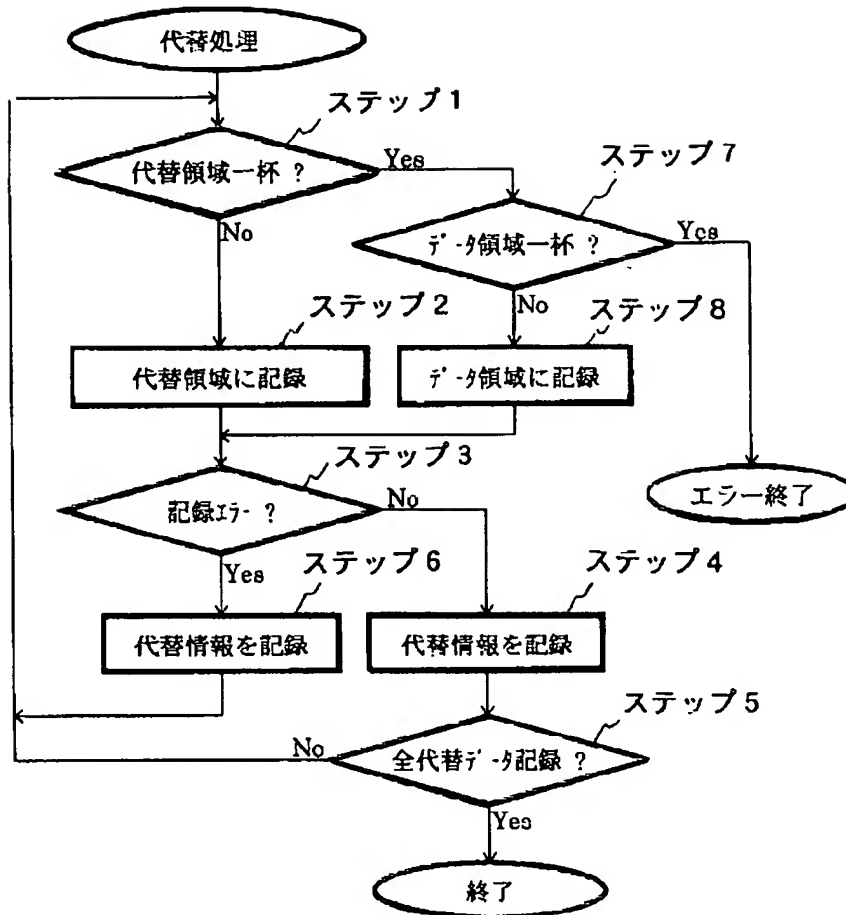 代替処理
ステップ1
代替領域一杯 ?
Yes
ステップ7
No
データ領域一杯 ?
Yes
ステップ2
No
ステップ8
代替領域に記録
データ領域に記録
ステップ3
記録エラー ?
No
エラー終了
Yes
ステップ6
ステップ4
代替情報を記録
代替情報を記録
ステップ5
No
全代替データ記録 ?
Yes
終了